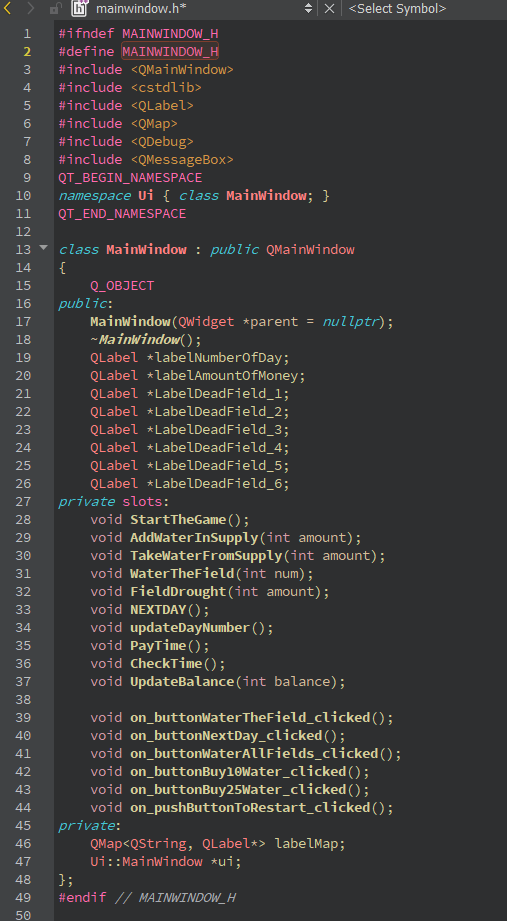 mainwindow.h* <Select Symbol>
1 #ifndef MAINWINDOW_H
2 #define MAINWINDOW_H
3 #include <QMainWindow>
4 #include <cstdlib>
5 #include <QLabel>
6 #include <QMap>
7 #include <QDebug>
8 #include <QMessageBox>
9 QT_BEGIN_NAMESPACE
10 namespace Ui { class MainWindow; }
11 QT_END_NAMESPACE
12
13 class MainWindow : public QMainWindow
14 {
15     Q_OBJECT
16 public:
17     MainWindow(QWidget *parent = nullptr);
18     ~MainWindow();
19     QLabel *labelNumberOfDay;
20     QLabel *labelAmountOfMoney;
21     QLabel *LabelDeadField_1;
22     QLabel *LabelDeadField_2;
23     QLabel *LabelDeadField_3;
24     QLabel *LabelDeadField_4;
25     QLabel *LabelDeadField_5;
26     QLabel *LabelDeadField_6;
27 private slots:
28     void StartTheGame();
29     void AddWaterInSupply(int amount);
30     void TakeWaterFromSupply(int amount);
31     void WaterTheField(int num);
32     void FieldDrought(int amount);
33     void NEXTDAY();
34     void updateDayNumber();
35     void PayTime();
36     void CheckTime();
37     void UpdateBalance(int balance);
38
39     void on_buttonWaterTheField_clicked();
40     void on_buttonNextDay_clicked();
41     void on_buttonWaterAllFields_clicked();
42     void on_buttonBuy10Water_clicked();
43     void on_buttonBuy25Water_clicked();
44     void on_pushButtonToRestart_clicked();
45 private:
46     QMap<QString, QLabel*> labelMap;
47     Ui::MainWindow *ui;
48 };
49 #endif // MAINWINDOW_H
50